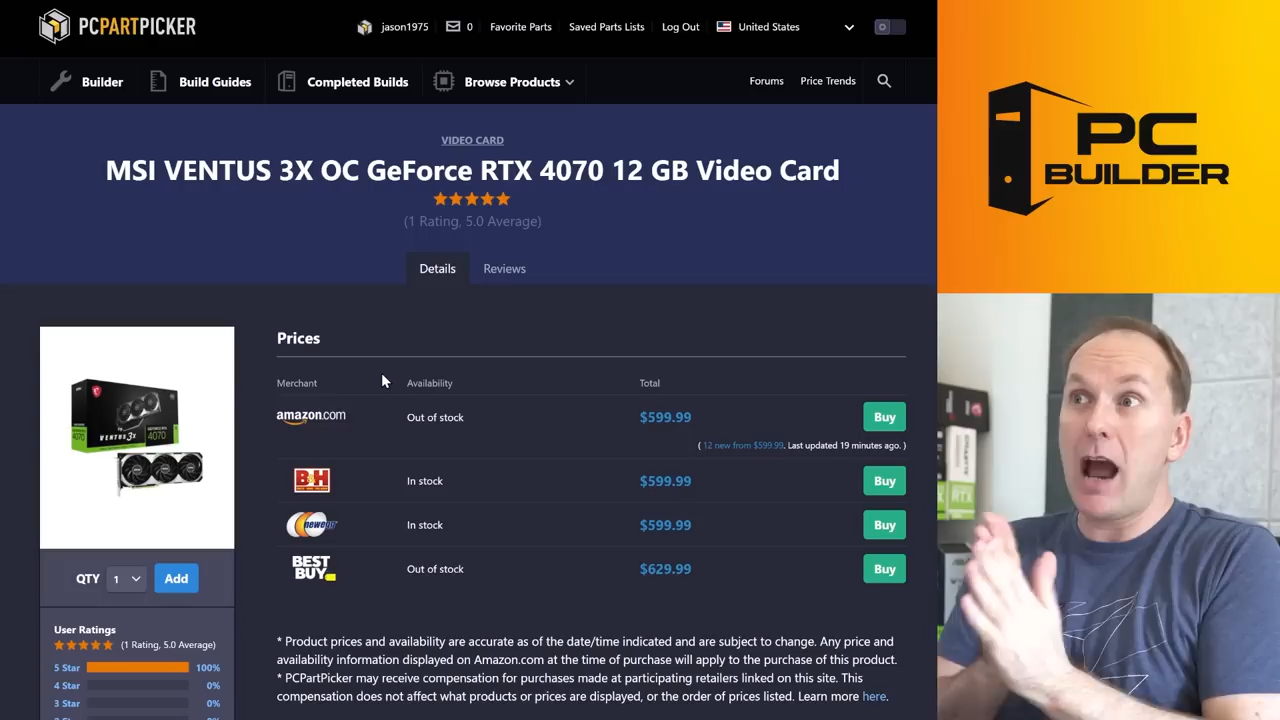 PCPARTPICKER
jason1975
0
Favorite Parts
Saved Parts Lists
Log Out
United States
Builder
Build Guides
Completed Builds
Browse Products
Forums
Price Trends
VIDEO CARD
MSI VENTUS 3X OC GeForce RTX 4070 12 GB Video Card
(1 Rating, 5.0 Average)
Details
Reviews
Prices
Merchant
Availability
Total
amazon.com
Out of stock
$599.99
Buy
( 12 new from $599.99. Last updated 19 minutes ago. )
B&H
In stock
$599.99
Buy
newegg
In stock
$599.99
Buy
BEST
BUY
Out of stock
$629.99
Buy
VENTUS 3X
4070
QTY
1
Add
User Ratings
(1 Rating, 5.0 Average)
5 Star
100%
4 Star
0%
3 Star
0%
* Product prices and availability are accurate as of the date/time indicated and are subject to change. Any price and
availability information displayed on Amazon.com at the time of purchase will apply to the purchase of this product.
* PCPartPicker may receive compensation for purchases made at participating retailers linked on this site. This
compensation does not affect what products or prices are displayed, or the order of prices listed. Learn more here.
PC
BUILDER
RTX